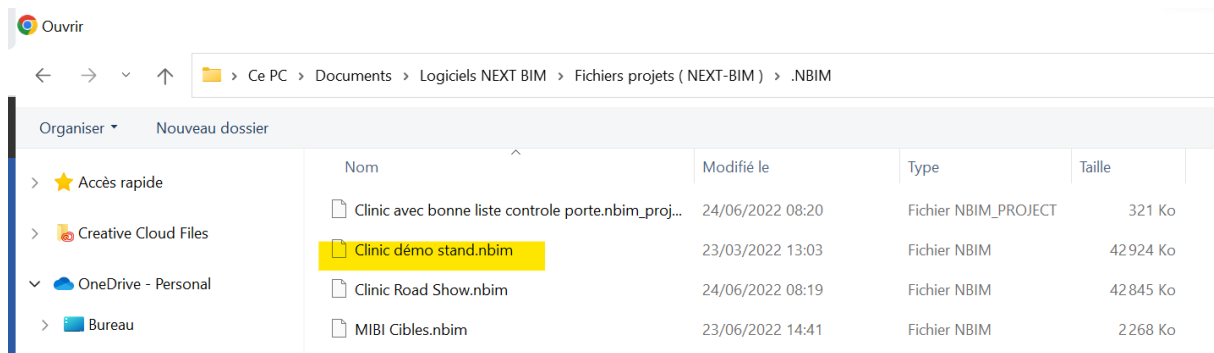 Ouvrir
Ce PC > Documents > Logiciels NEXT BIM > Fichiers projets ( NEXT-BIM ) > .NBIM
Organiser Nouveau dossier
Nom Modifié le Type Taille
Accès rapide
Creative Cloud Files
OneDrive - Personal
Bureau
Clinic avec bonne liste controle porte.nbim_proj... 24/06/2022 08:20 Fichier NBIM_PROJECT 321 Ko
Clinic démo stand.nbim 23/03/2022 13:03 Fichier NBIM 42 924 Ko
Clinic Road Show.nbim 24/06/2022 08:19 Fichier NBIM 42 845 Ko
MIBI Cibles.nbim 23/06/2022 14:41 Fichier NBIM 2 268 Ko